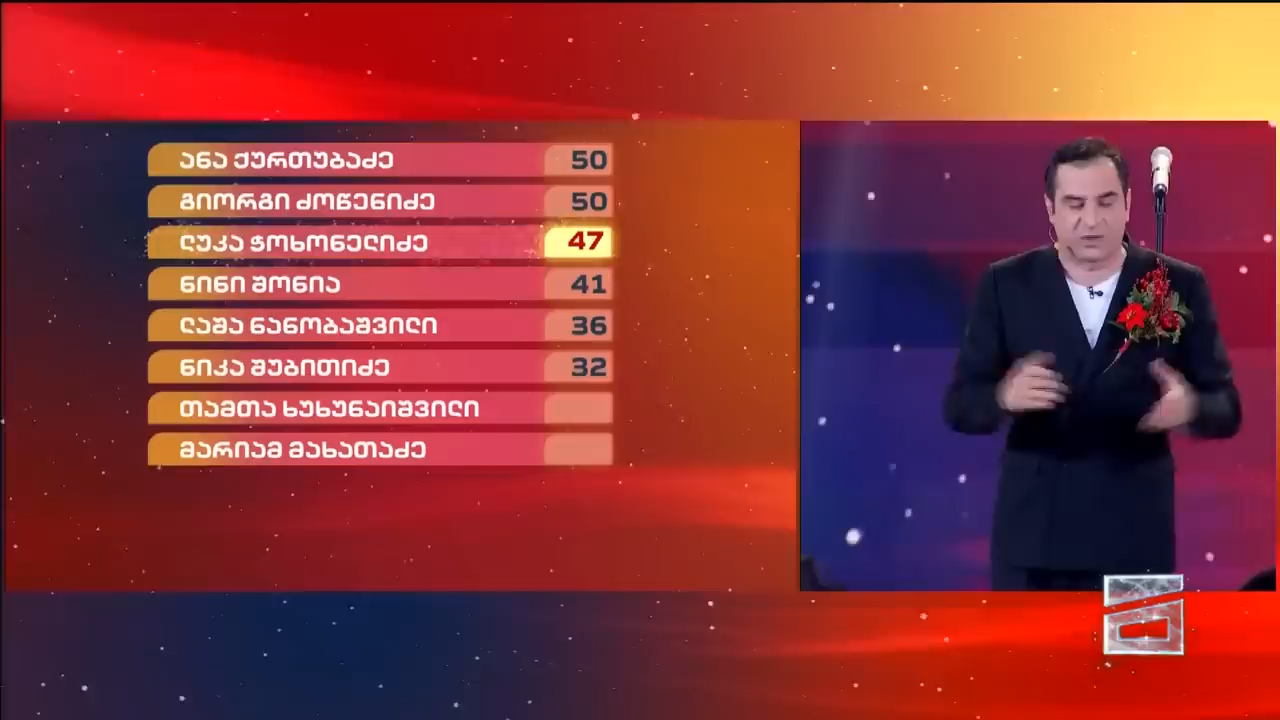 ანა ქურთუბაძე 50
გიორგი ძოწენიძე 50
ლუკა ჭოხონელიძე 47
ნინი შონია 41
ლაშა ნანობაშვილი 36
ნიკა შუბითიძე 32
თამთა ხუხუნაიშვილი
მარიამ მახათაძე